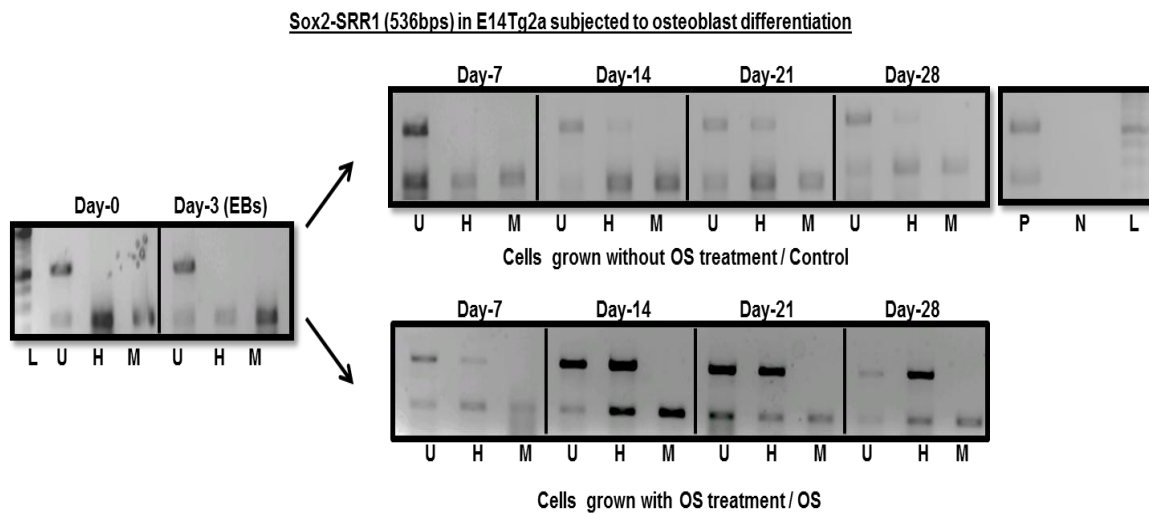 Sox2-SRR1 (536bps) in E14Tg2a subjected to osteoblast differentiation
Day-7 Day-14 Day-21 Day-28
U H M U H M U H M U H M P N L
Cells grown without OS treatment / Control
Day-0 Day-3 (EBs)
L U H M U H M
Day-7 Day-14 Day-21 Day-28
U H M U H M U H M U H M
Cells grown with OS treatment / OS